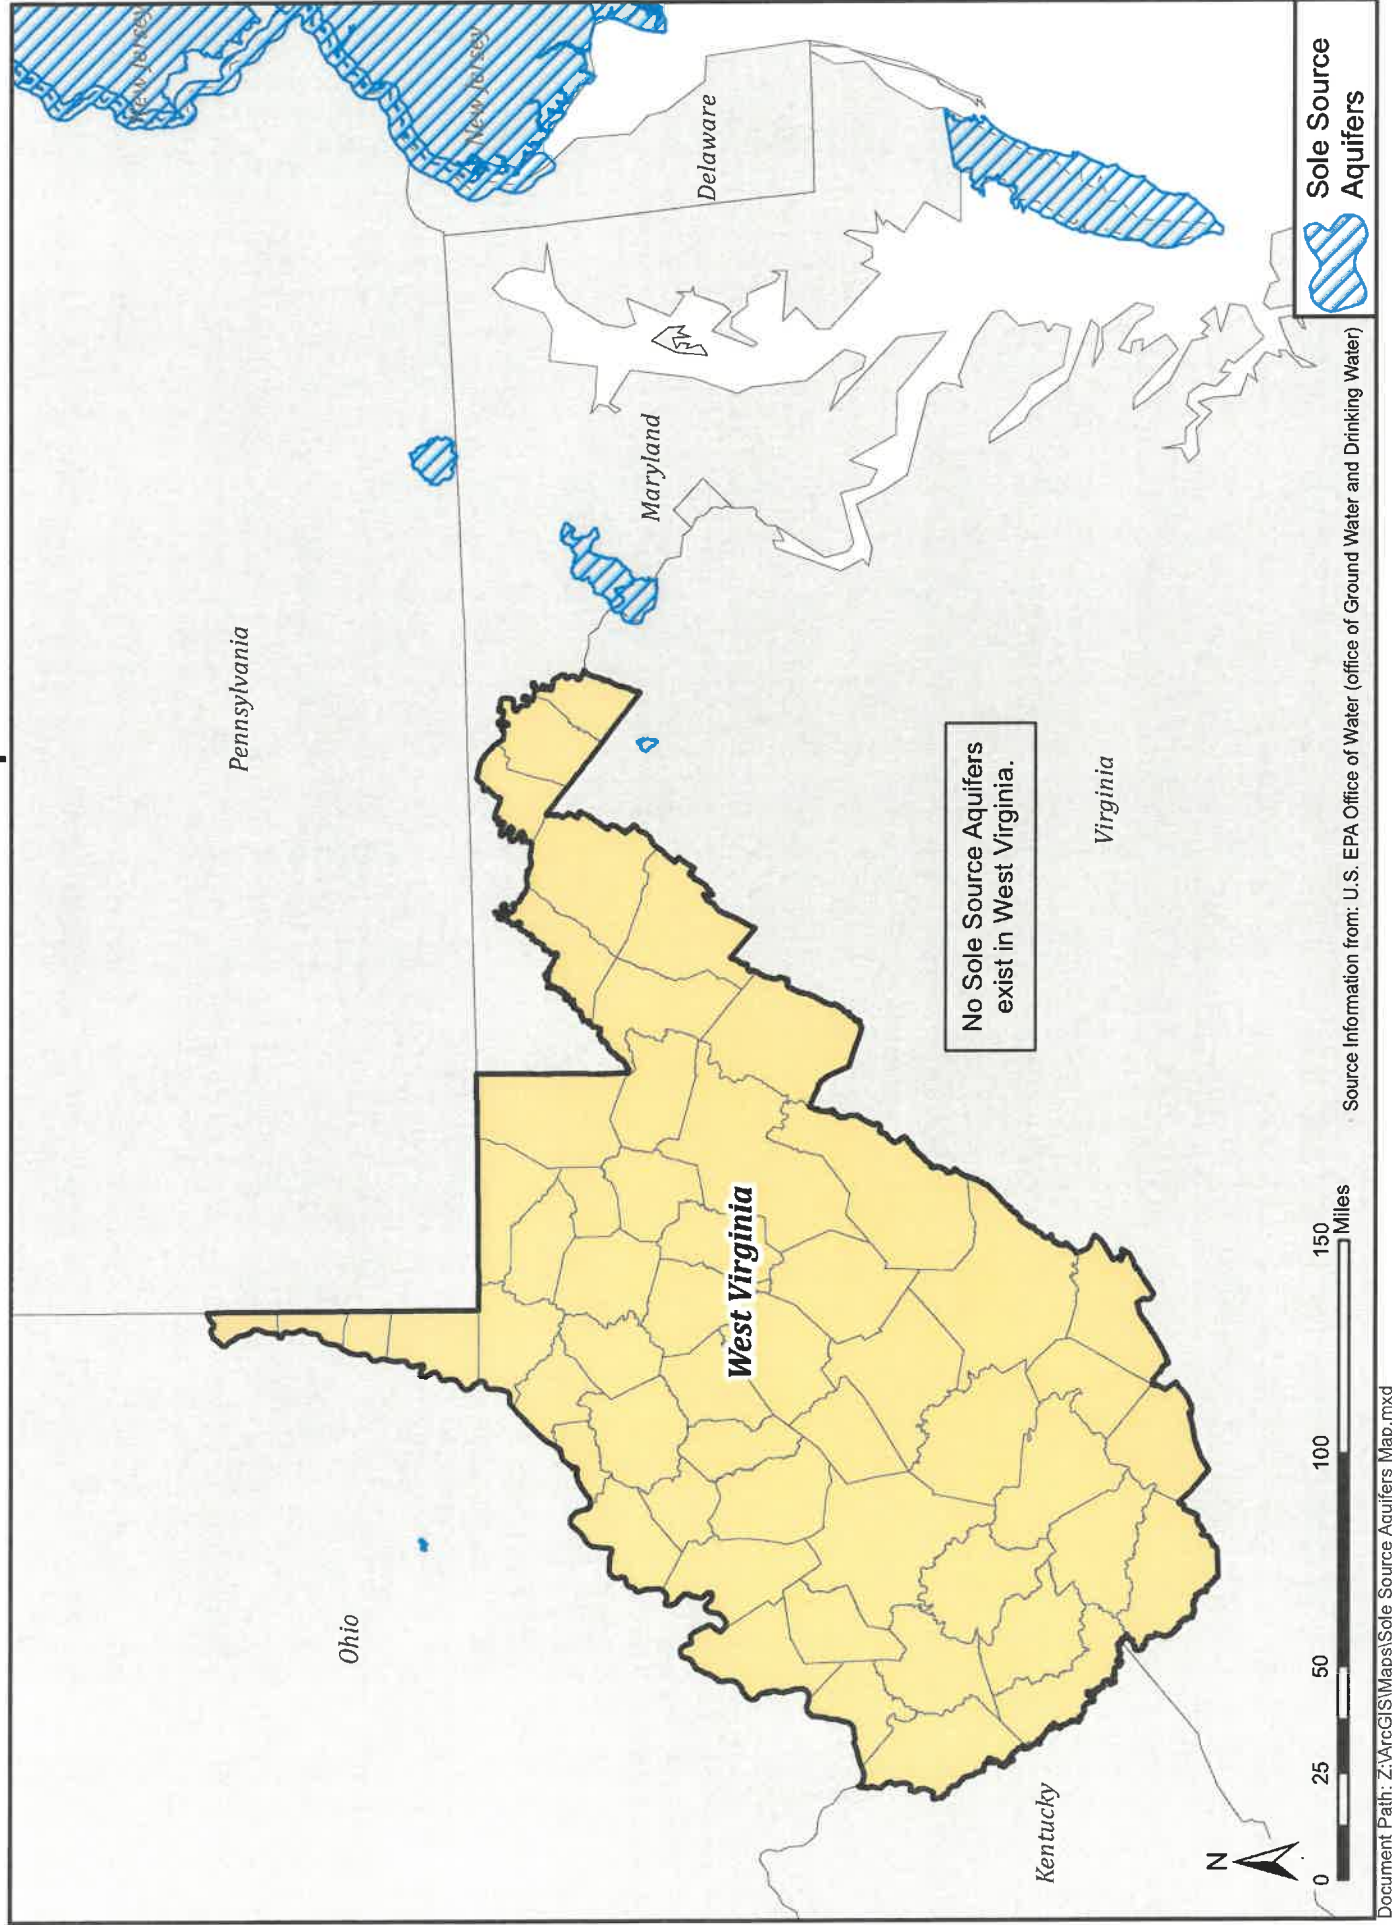 New Jersey
New Jersey
Pennsylvania
Delaware
Maryland
Ohio
West Virginia
Virginia
Kentucky
No Sole Source Aquifers
exist in West Virginia.
N
0 25 50 100 150
Miles
Source Information from: U.S. EPA Office of Water (office of Ground Water and Drinking Water)
Sole Source
Aquifers
Document Path: Z:\ArcGIS\Maps\Sole Source Aquifers Map.mxd